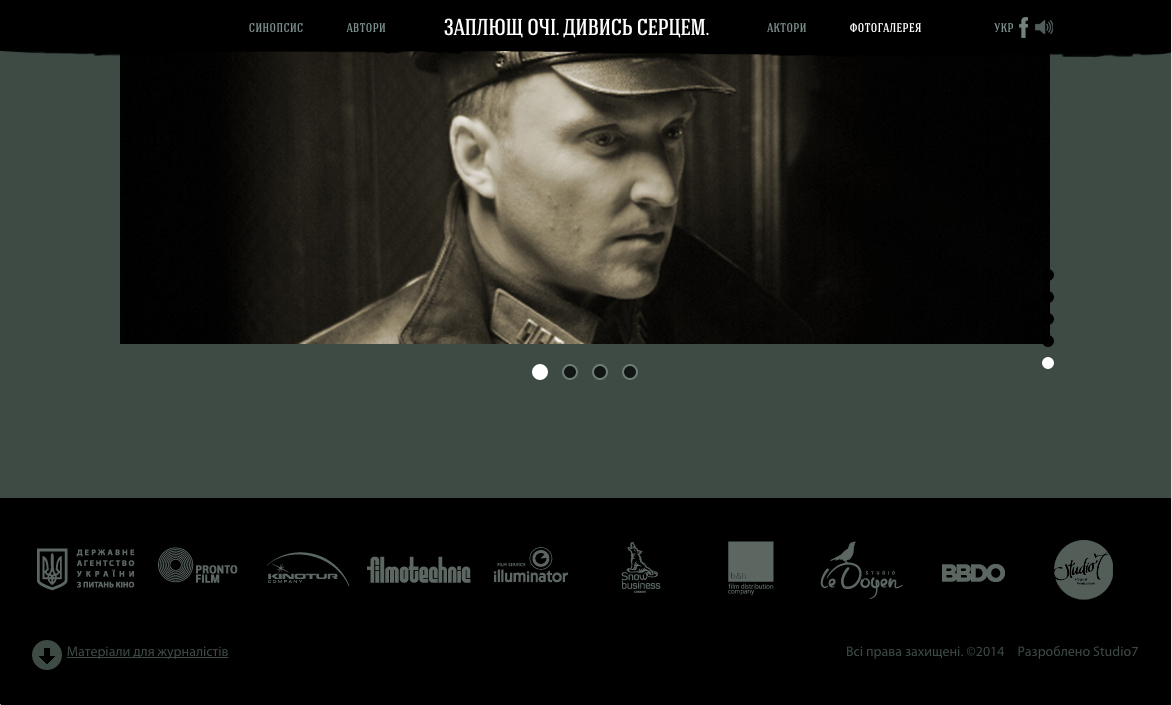 СИНОПСИС
АВТОРИ
ЗАПЛЮЩ ОЧІ. ДИВИСЬ СЕРЦЕМ.
АКТОРИ
ФОТОГАЛЕРЕЯ
УКР
ДЕРЖАВНЕ
АГЕНТСТВО
УКРАЇНИ
З ПИТАНЬ КІНО
PRONTO
FILM
KINOTUR
COMPANY
filmotechnic
FILM SERVICE
illuminator
Snow
business
b&h
film distribution
company
STUDIO
Le Doyen
BBDO
Studio 7
Матеріали для журналістів
Всі права захищені. ©2014
Разроблено Studio7